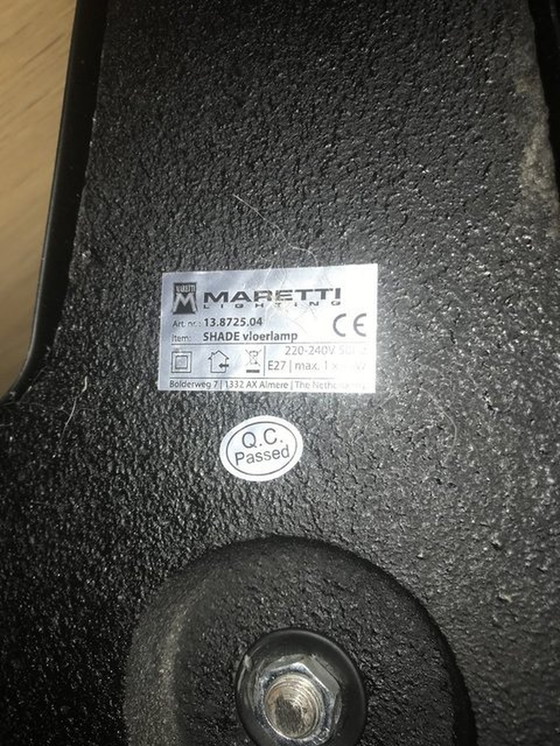 MARETTI
M
MARETTI
LIGHTING
Art. nr.: 13.8725.04
Item: SHADE vloerlamp
CE
220-240V
E27 | max. 1 x
Bolderweg 7 | 1332 AX Almere | The Netherlands
Q.C.
Passed